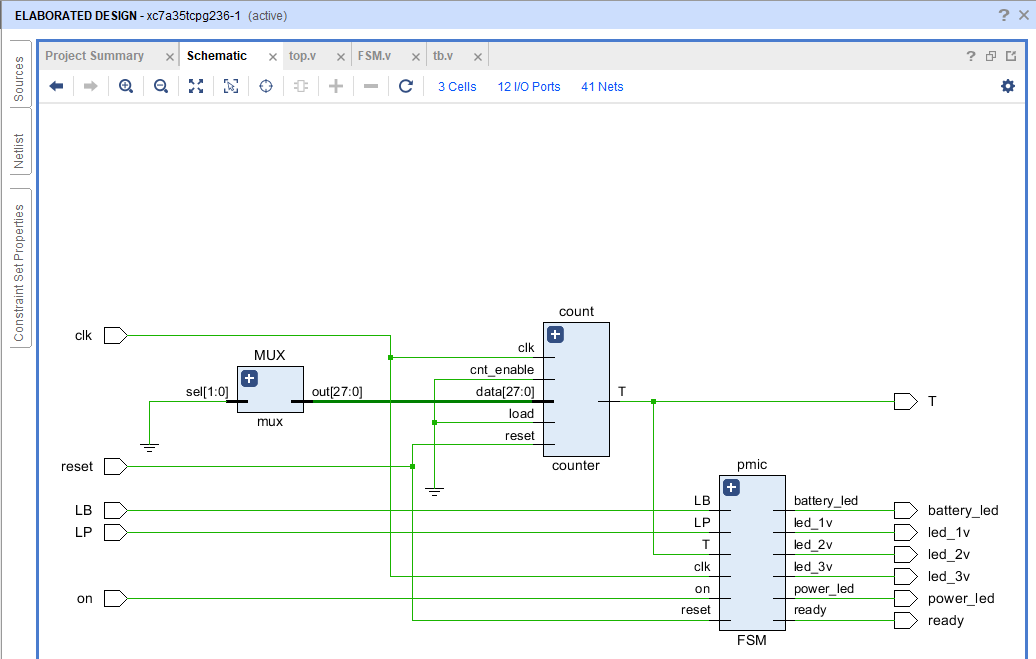 ELABORATED DESIGN - xc7a35tcpg236-1 (active)
Sources
Netlist
Constraint Set Properties
Project Summary
Schematic
top.v
FSM.v
tb.v
3 Cells
12 I/O Ports
41 Nets
count
clk
clk
MUX
cnt_enable
sel[1:0]
out[27:0]
data[27:0]
T
T
load
mux
reset
counter
reset
pmic
LB
LB
battery_led
battery_led
LP
LP
led_1v
led_1v
T
led_2v
led_2v
clk
led_3v
led_3v
on
on
power_led
power_led
reset
ready
ready
FSM